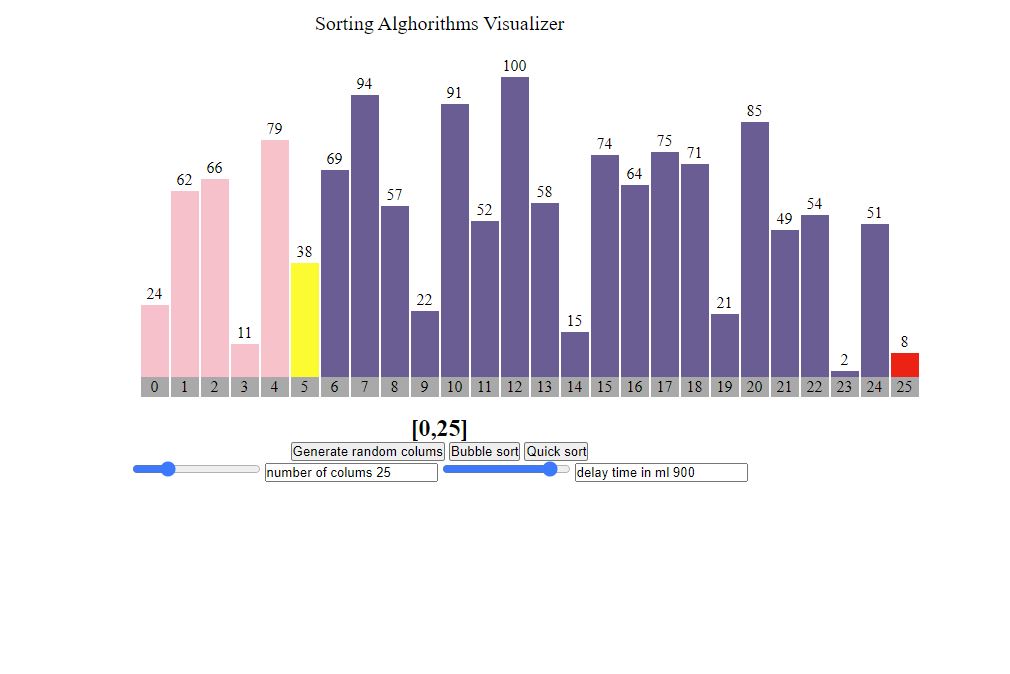 Sorting Alghorithms Visualizer
24 62 66 11 79 38 69 94 57 22 91 52 100 58 15 74 64 75 71 21 85 49 54 2 51 8
0 1 2 3 4 5 6 7 8 9 10 11 12 13 14 15 16 17 18 19 20 21 22 23 24 25
[0,25]
Generate random colums Bubble sort Quick sort
number of colums 25 delay time in ml 900